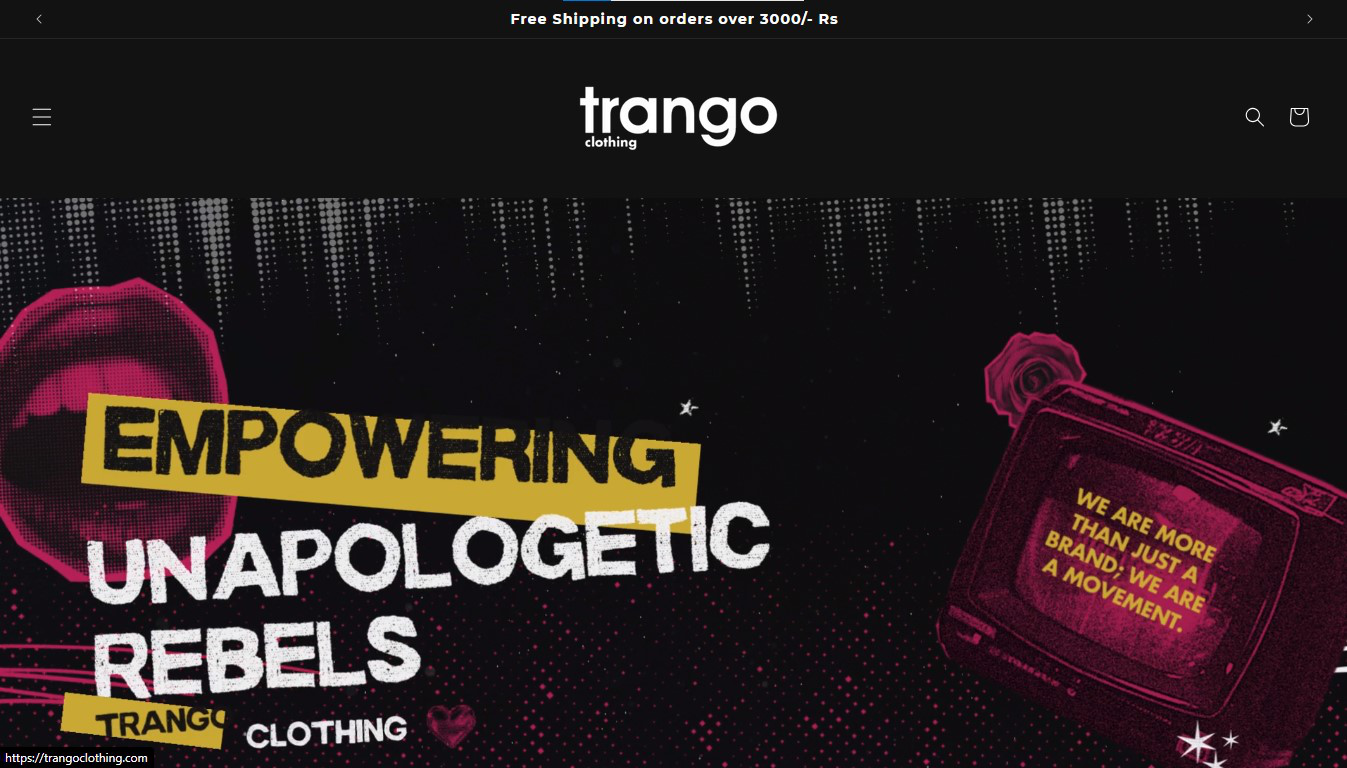 Free Shipping on orders over 3000/- Rs
trango
clothing
EMPOWERING
UNAPOLOGETIC
REBELS
TRANGO CLOTHING
WE ARE MORE
THAN JUST A
BRAND; WE ARE
A MOVEMENT.
https://trangoclothing.com